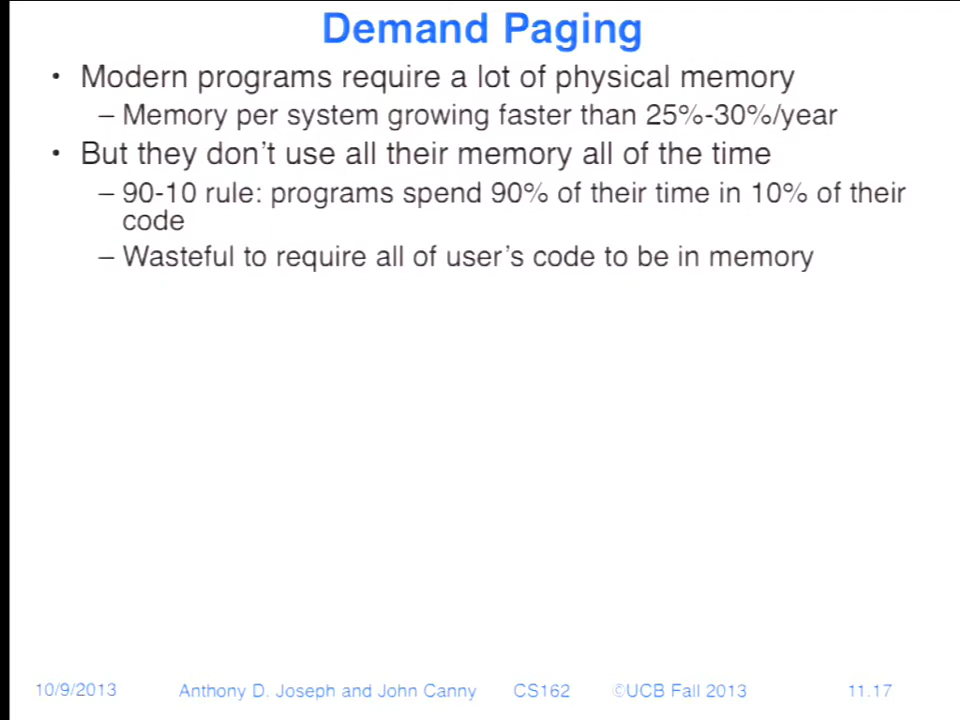 Demand Paging
• Modern programs require a lot of physical memory
– Memory per system growing faster than 25%-30%/year
• But they don't use all their memory all of the time
– 90-10 rule: programs spend 90% of their time in 10% of their
code
– Wasteful to require all of user's code to be in memory
10/9/2013 Anthony D. Joseph and John Canny CS162 ©UCB Fall 2013 11.17